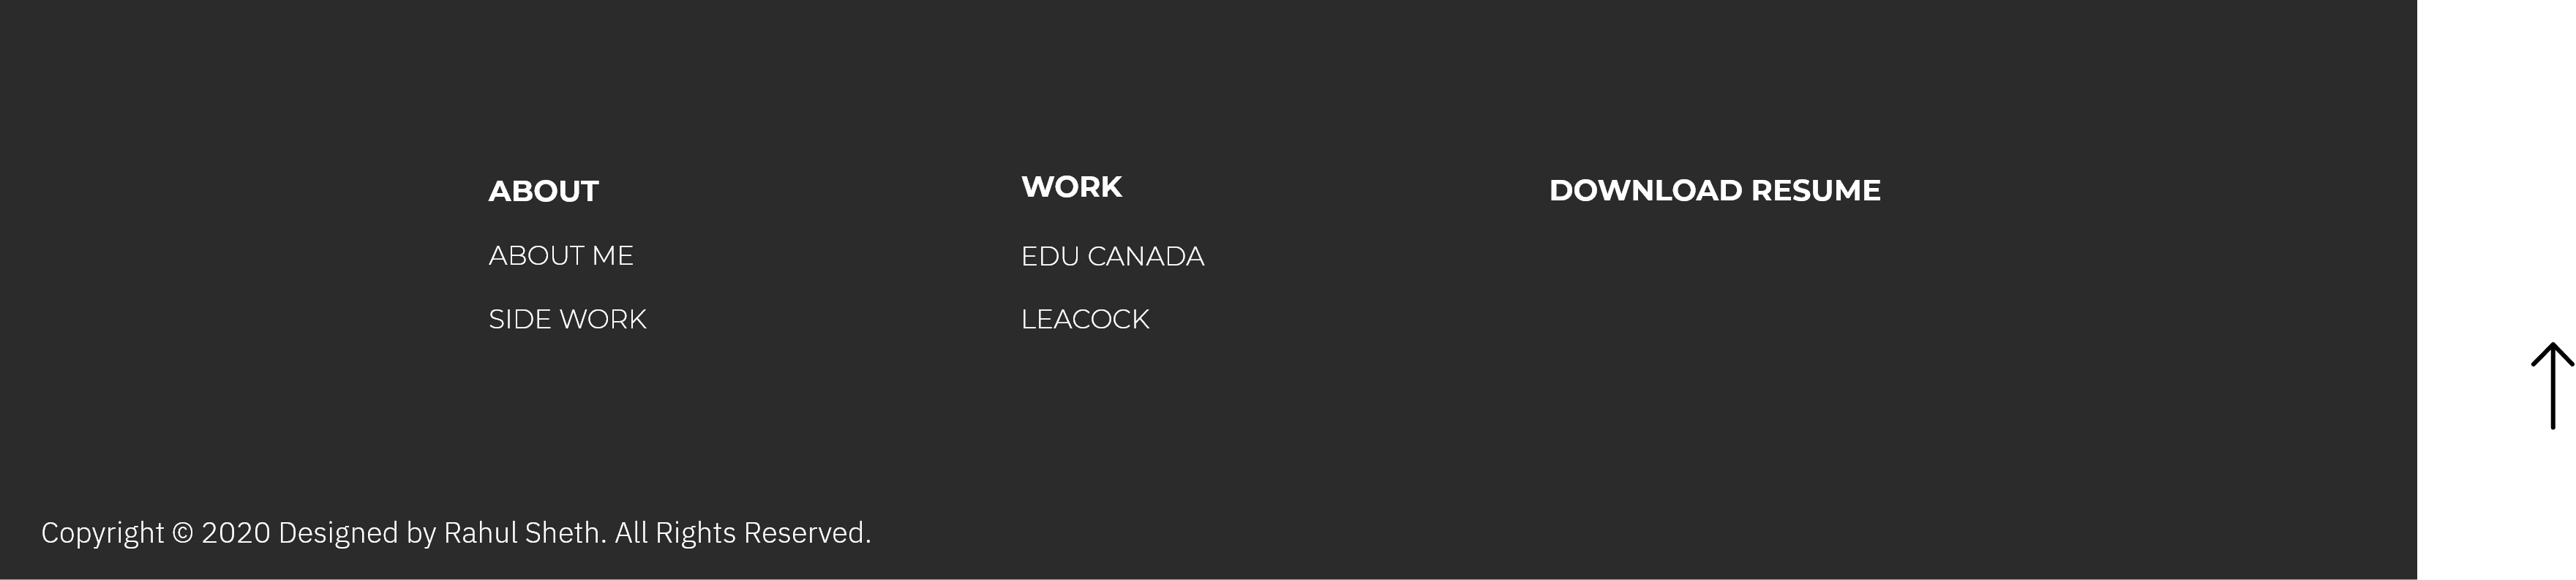 ABOUT
ABOUT ME
SIDE WORK
WORK
EDU CANADA
LEACOCK
DOWNLOAD RESUME
Copyright © 2020 Designed by Rahul Sheth. All Rights Reserved.